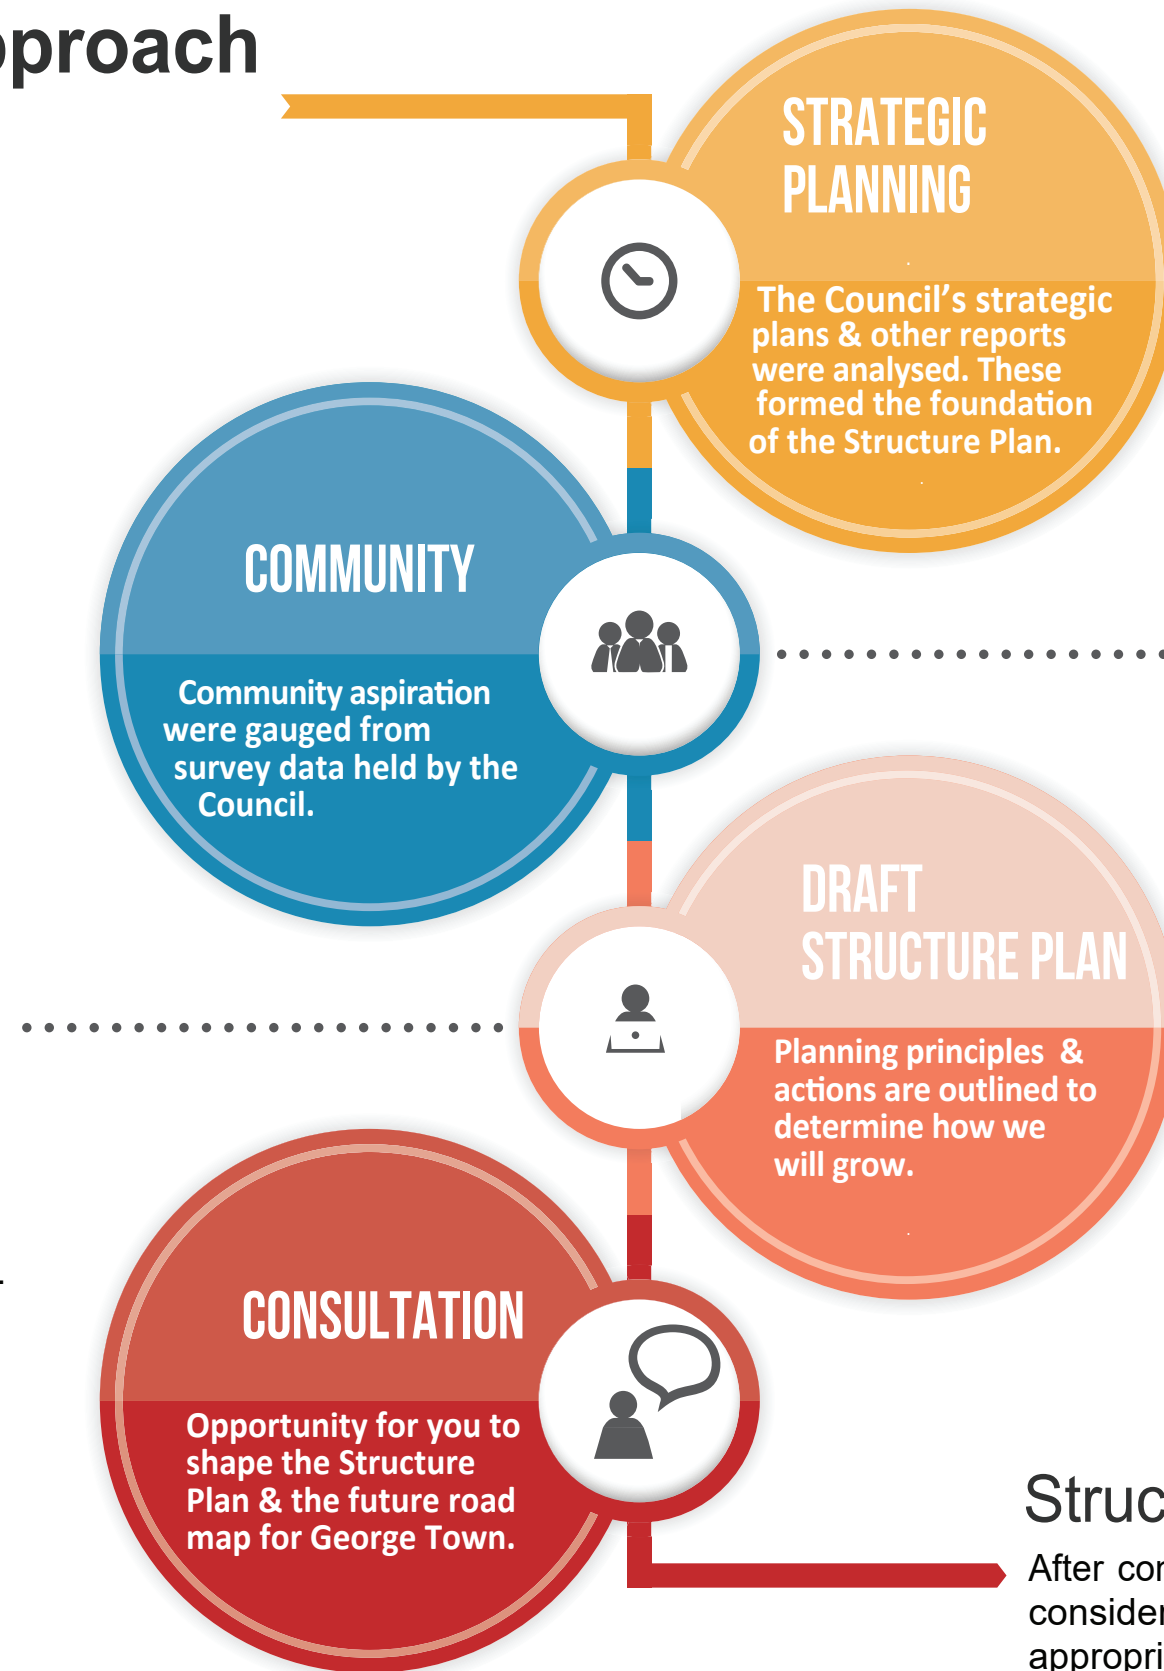 pproach
STRATEGIC
PLANNING
The Council's strategic
plans & other reports
were analysed. These
formed the foundation
of the Structure Plan.
COMMUNITY
Community aspiration
were gauged from
survey data held by the
Council.
DRAFT
STRUCTURE PLAN
Planning principles &
actions are outlined to
determine how we
will grow.
CONSULTATION
Opportunity for you to
shape the Structure
Plan & the future road
map for George Town.
Struc
After con
consider
appropri